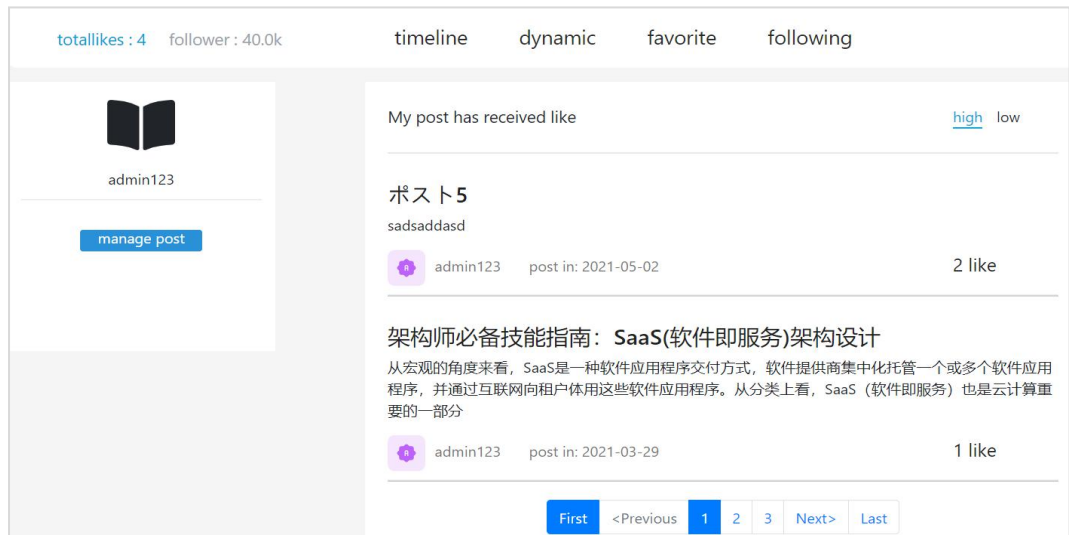 totallikes : 4 follower : 40.0k timeline dynamic favorite following
admin123
manage post
My post has received like high low
ポスト5
sadsaddasd
admin123 post in: 2021-05-02 2 like
架构师必备技能指南：SaaS(软件即服务)架构设计
从宏观的角度来看，SaaS是一种软件应用程序交付方式，软件提供商集中化托管一个或多个软件应用
程序，并通过互联网向租户体用这些软件应用程序。从分类上看，SaaS（软件即服务）也是云计算重
要的一部分
admin123 post in: 2021-03-29 1 like
First <Previous 1 2 3 Next> Last